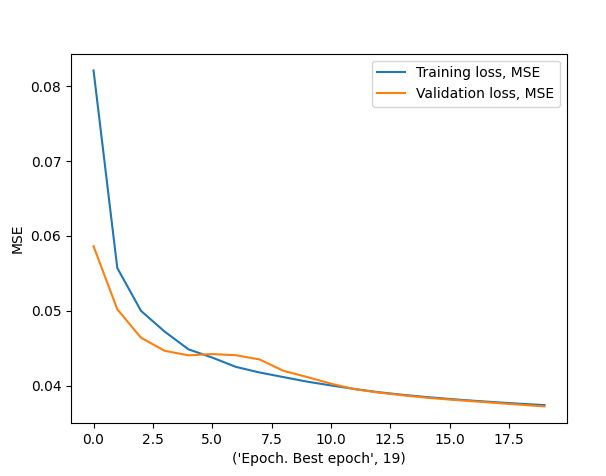 Training loss, MSE
Validation loss, MSE
0.08
0.07
0.06
0.05
0.04
MSE
0.0 2.5 5.0 7.5 10.0 12.5 15.0 17.5
('Epoch. Best epoch', 19)